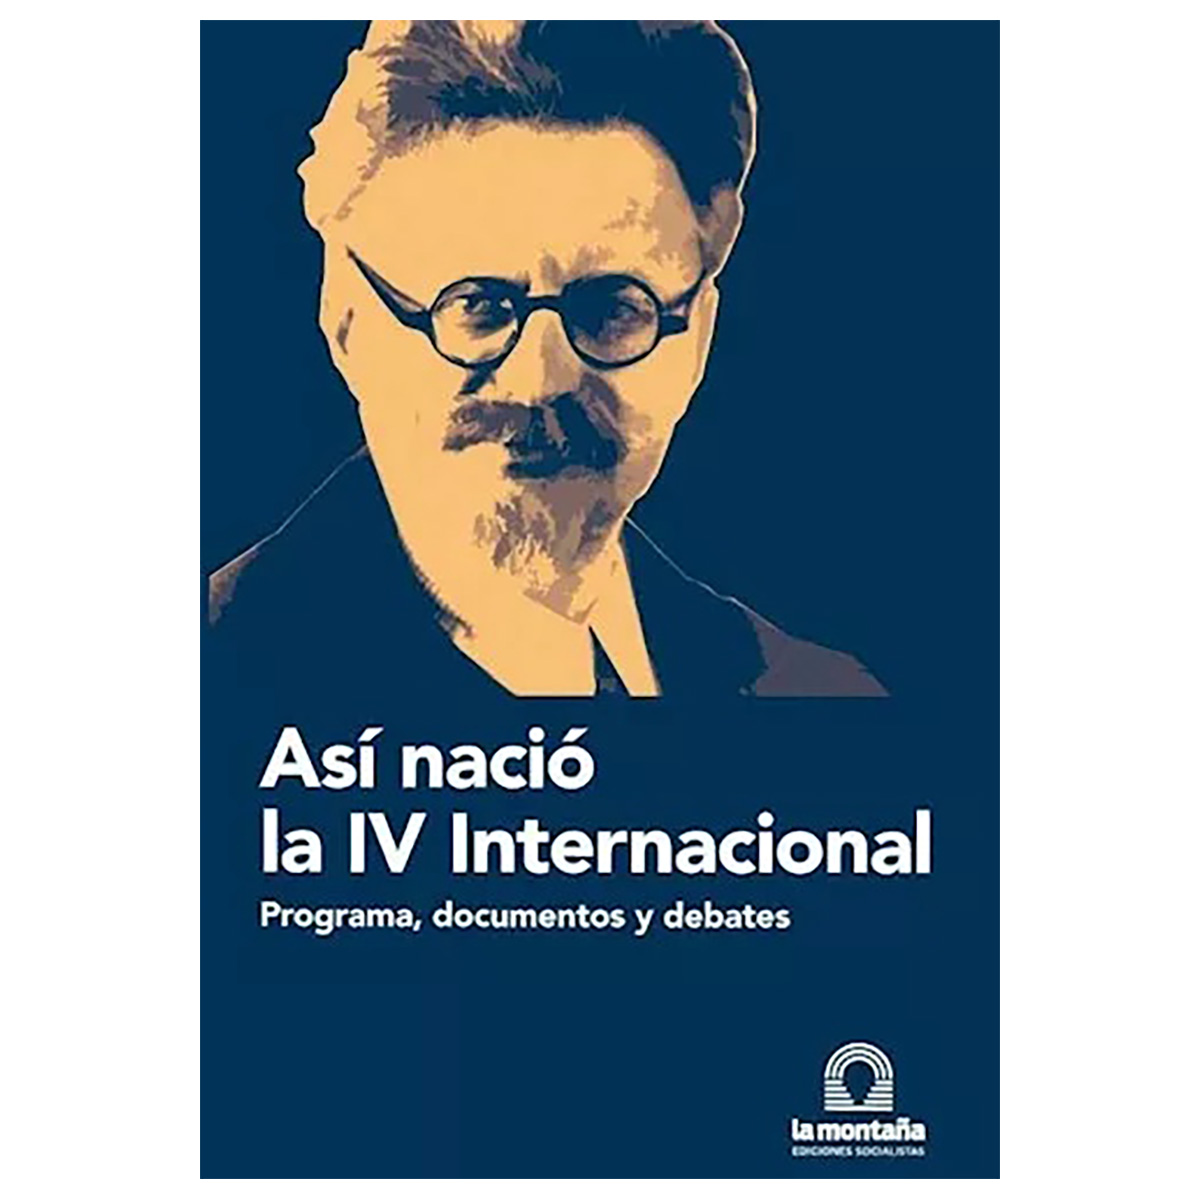 Así nació
la IV Internacional
Programa, documentos y debates
la montaña
EDICIONES SOCIALISTAS